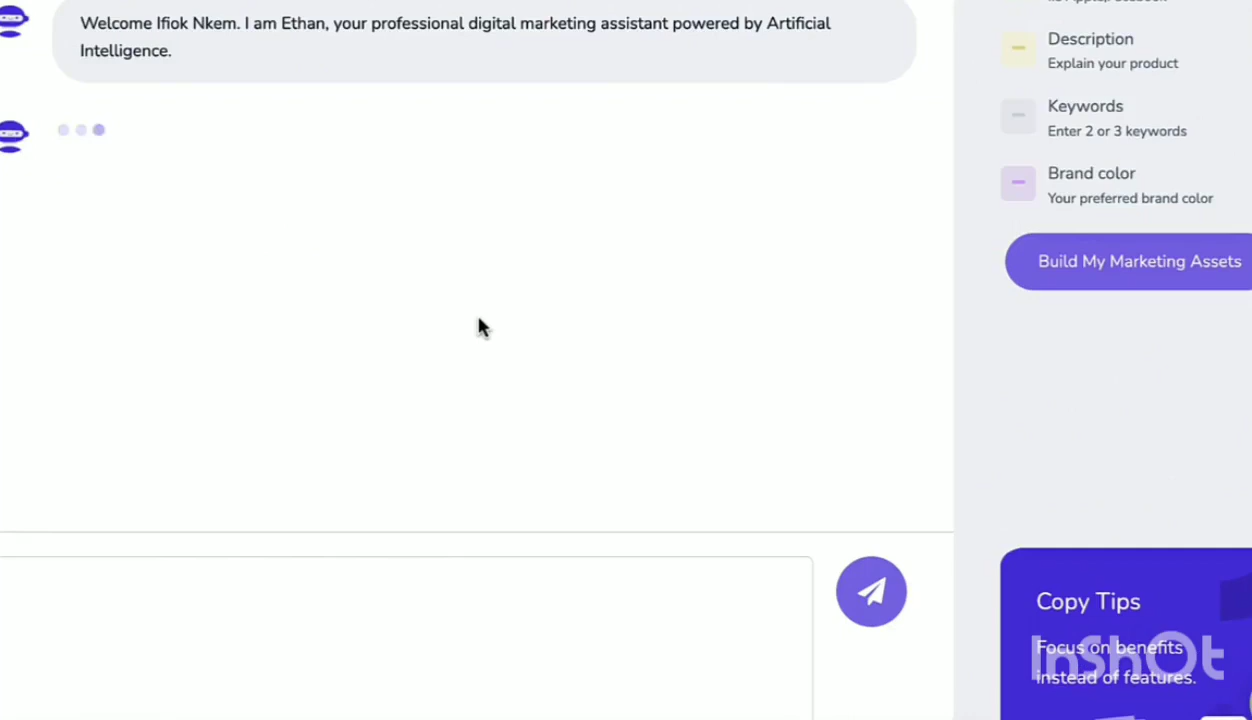 Welcome Ifiok Nkem. I am Ethan, your professional digital marketing assistant powered by Artificial
Intelligence.
Description
Explain your product
Keywords
Enter 2 or 3 keywords
Brand color
Your preferred brand color
Build My Marketing Assets
Copy Tips
Focus on benefits
instead of features.
InShOt